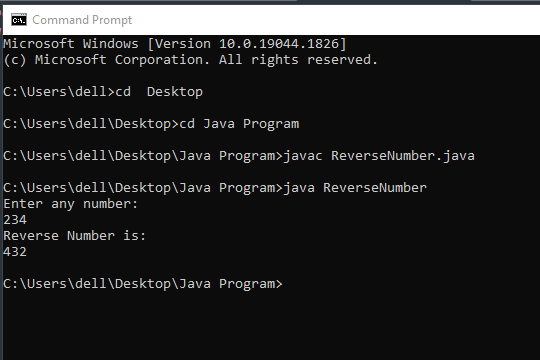 Command Prompt
Microsoft Windows [Version 10.0.19044.1826]
(c) Microsoft Corporation. All rights reserved.
C:\Users\dell>cd  Desktop
C:\Users\dell\Desktop>cd Java Program
C:\Users\dell\Desktop\Java Program>javac ReverseNumber.java
C:\Users\dell\Desktop\Java Program>java ReverseNumber
Enter any number:
234
Reverse Number is:
432
C:\Users\dell\Desktop\Java Program>